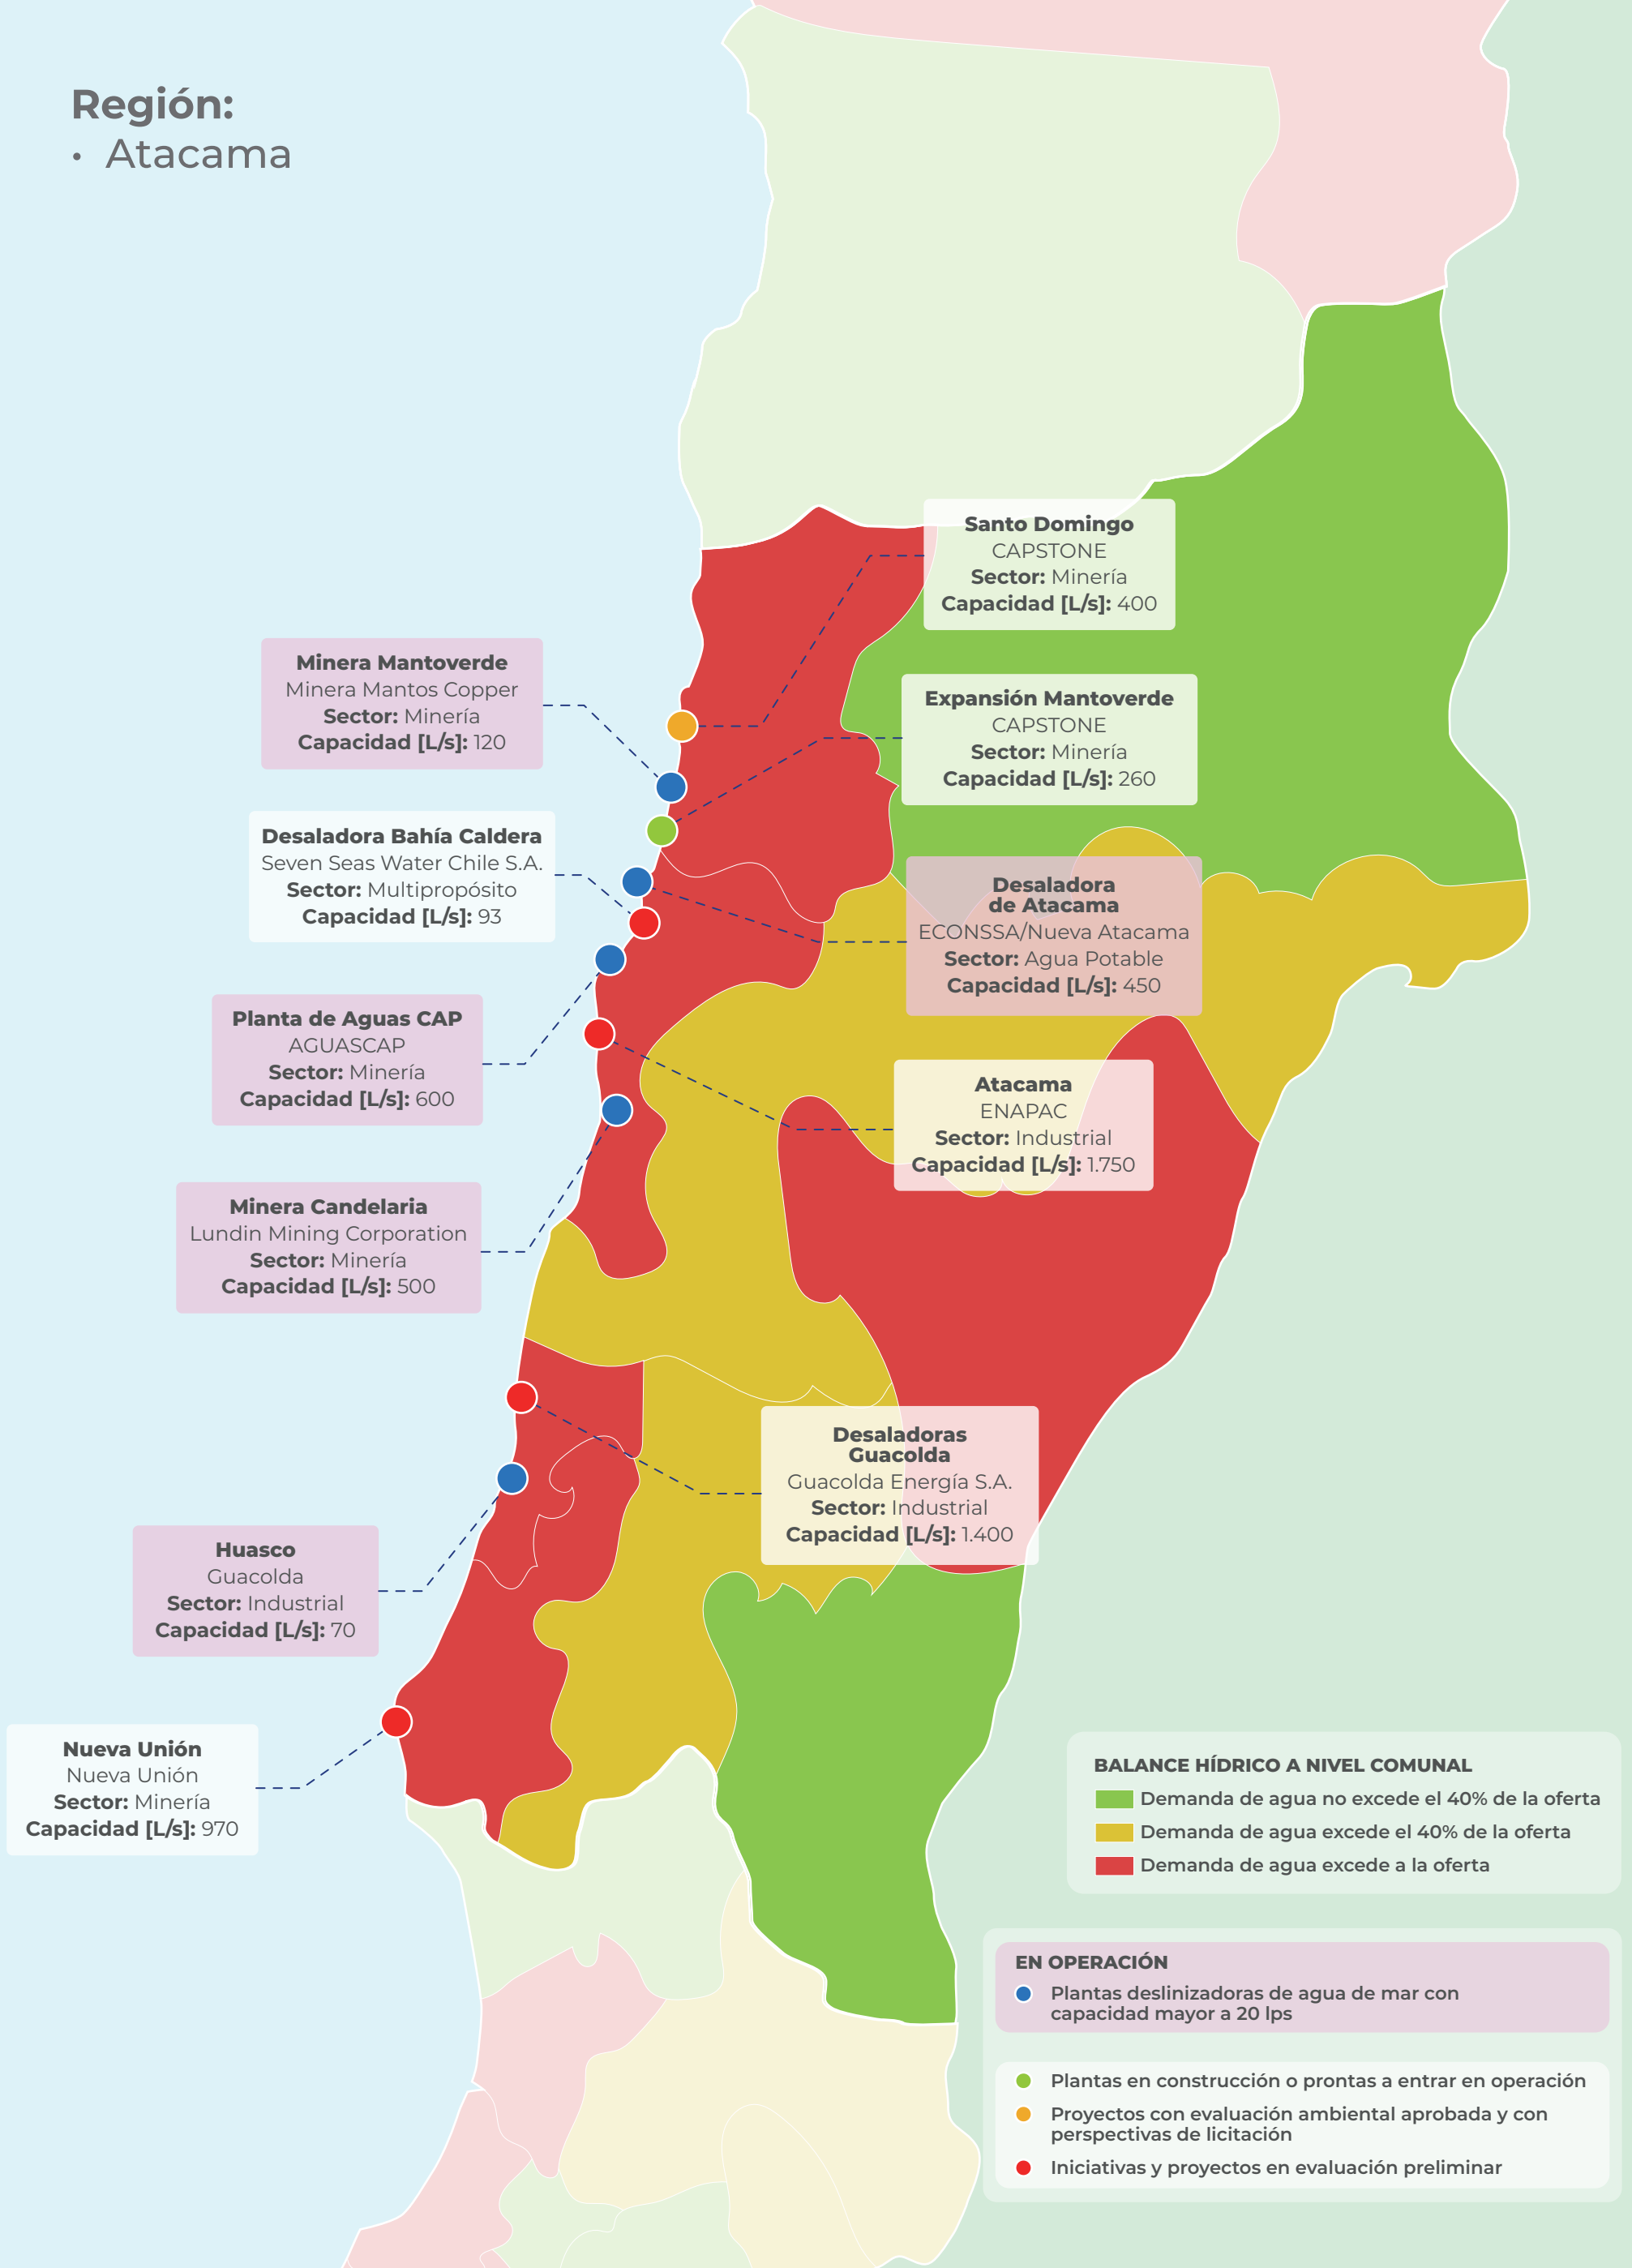 Región:
• Atacama
Santo Domingo
CAPSTONE
Sector: Minería
Capacidad [L/s]: 400
Minera Mantoverde
Minera Mantos Copper
Sector: Minería
Capacidad [L/s]: 120
Expansión Mantoverde
CAPSTONE
Sector: Minería
Capacidad [L/s]: 260
Desaladora Bahía Caldera
Seven Seas Water Chile S.A.
Sector: Multipropósito
Capacidad [L/s]: 93
Desaladora
de Atacama
ECONSSA/Nueva Atacama
Sector: Agua Potable
Capacidad [L/s]: 450
Planta de Aguas CAP
AGUASCAP
Sector: Minería
Capacidad [L/s]: 600
Atacama
ENAPAC
Sector: Industrial
Capacidad [L/s]: 1.750
Minera Candelaria
Lundin Mining Corporation
Sector: Minería
Capacidad [L/s]: 500
Desaladoras
Guacolda
Guacolda Energía S.A.
Sector: Industrial
Capacidad [L/s]: 1.400
Huasco
Guacolda
Sector: Industrial
Capacidad [L/s]: 70
Nueva Unión
Nueva Unión
Sector: Minería
Capacidad [L/s]: 970
BALANCE HÍDRICO A NIVEL COMUNAL
Demanda de agua no excede el 40% de la oferta
Demanda de agua excede el 40% de la oferta
Demanda de agua excede a la oferta
EN OPERACIÓN
Plantas deslinizadoras de agua de mar con
capacidad mayor a 20 lps
Plantas en construcción o prontas a entrar en operación
Proyectos con evaluación ambiental aprobada y con
perspectivas de licitación
Iniciativas y proyectos en evaluación preliminar